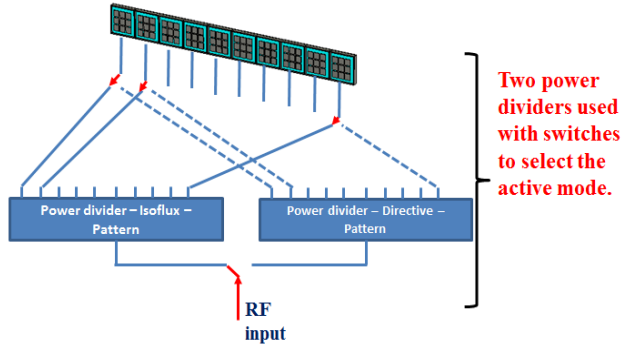 Two power
dividers used
with switches
to select the
active mode.
Power divider – Isoflux –
Pattern
Power divider – Directive –
Pattern
RF
input